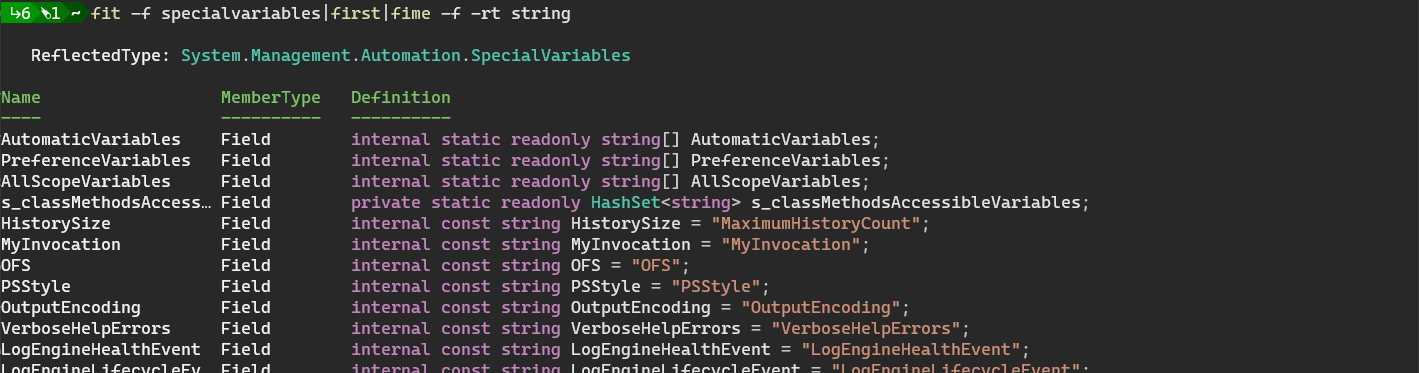 ↳6 1 ~ fit -f specialvariables|first|fime -f -rt string
ReflectedType: System.Management.Automation.SpecialVariables
Name MemberType Definition
---- ---------- ----------
AutomaticVariables Field internal static readonly string[] AutomaticVariables;
PreferenceVariables Field internal static readonly string[] PreferenceVariables;
AllScopeVariables Field internal static readonly string[] AllScopeVariables;
s_classMethodsAccess… Field private static readonly HashSet<string> s_classMethodsAccessibleVariables;
HistorySize Field internal const string HistorySize = "MaximumHistoryCount";
MyInvocation Field internal const string MyInvocation = "MyInvocation";
OFS Field internal const string OFS = "OFS";
PSStyle Field internal const string PSStyle = "PSStyle";
OutputEncoding Field internal const string OutputEncoding = "OutputEncoding";
VerboseHelpErrors Field internal const string VerboseHelpErrors = "VerboseHelpErrors";
LogEngineHealthEvent Field internal const string LogEngineHealthEvent = "LogEngineHealthEvent";
LogEngineLifecycleEv… Field internal const string LogEngineLifecycleEvent = "LogEngineLifecycleEvent";